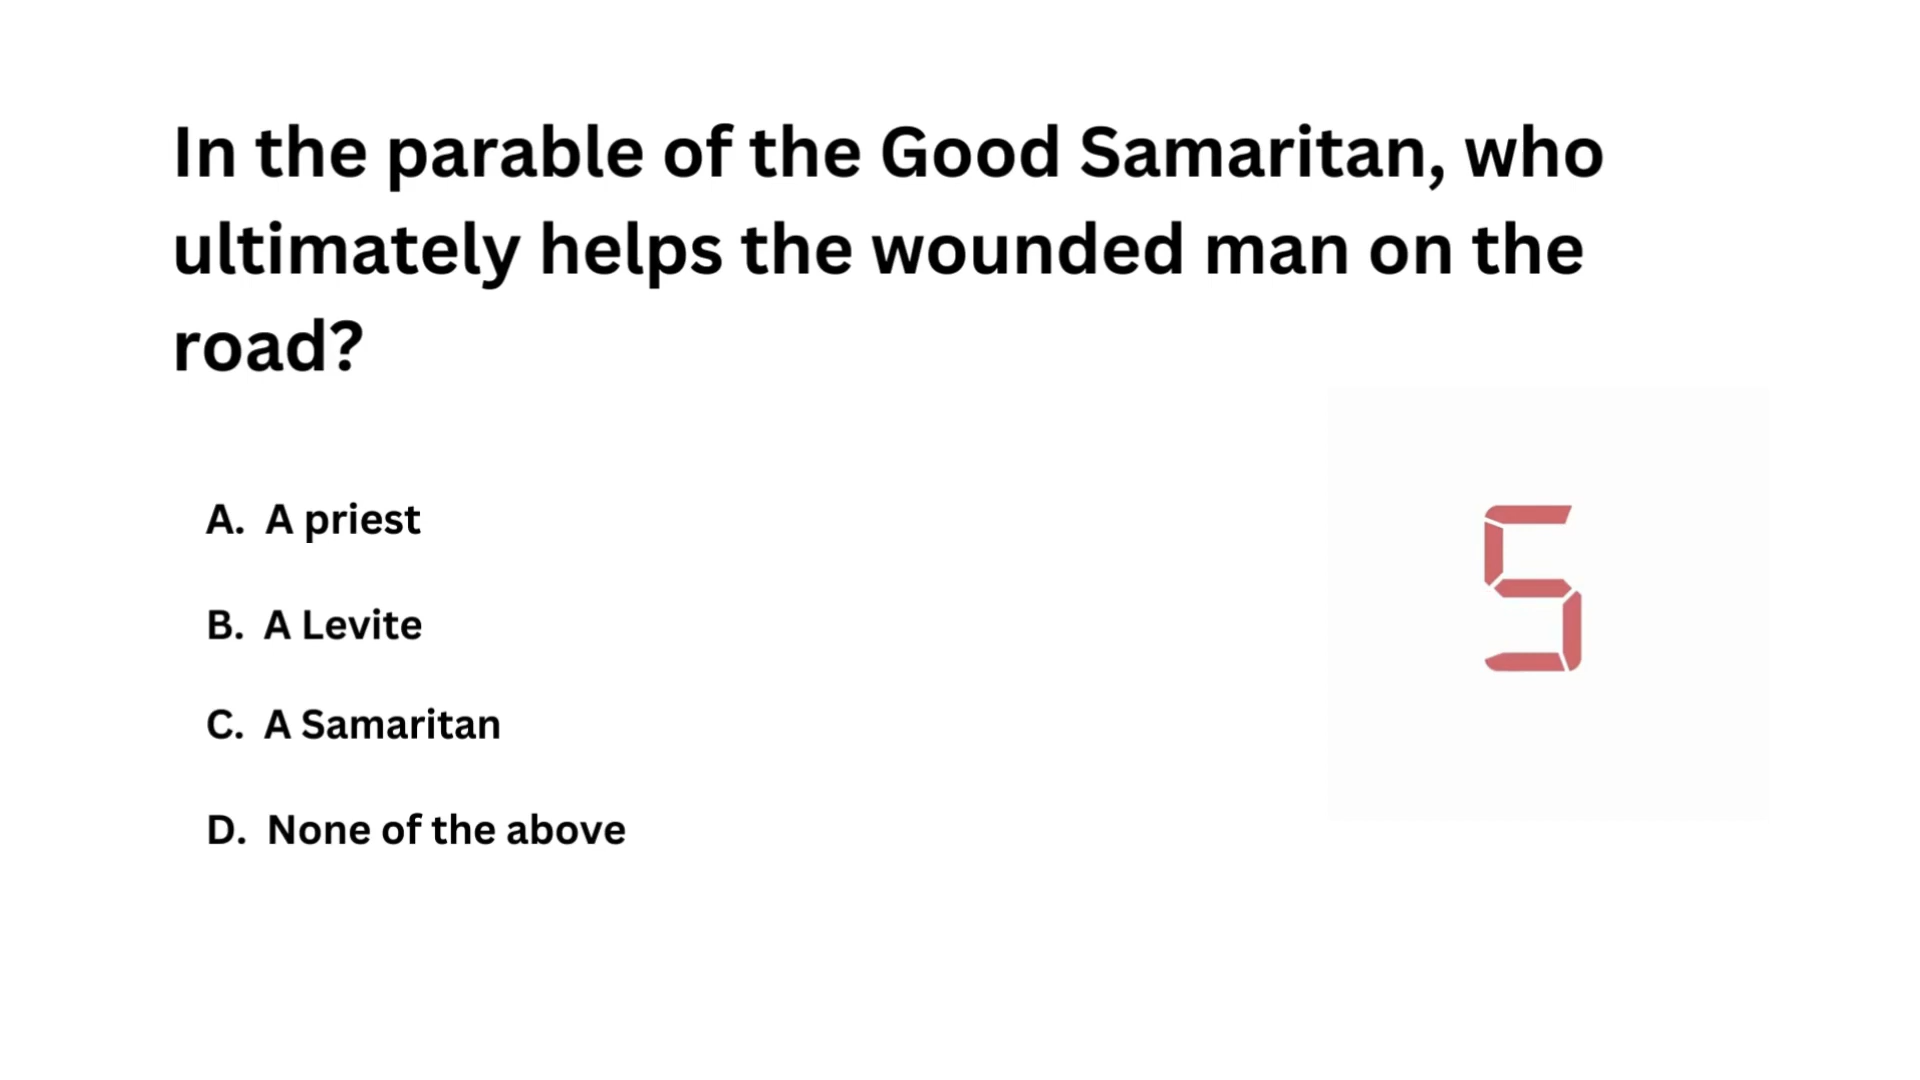 In the parable of the Good Samaritan, who
ultimately helps the wounded man on the
road?
A. A priest
B. A Levite
C. A Samaritan
D. None of the above
5